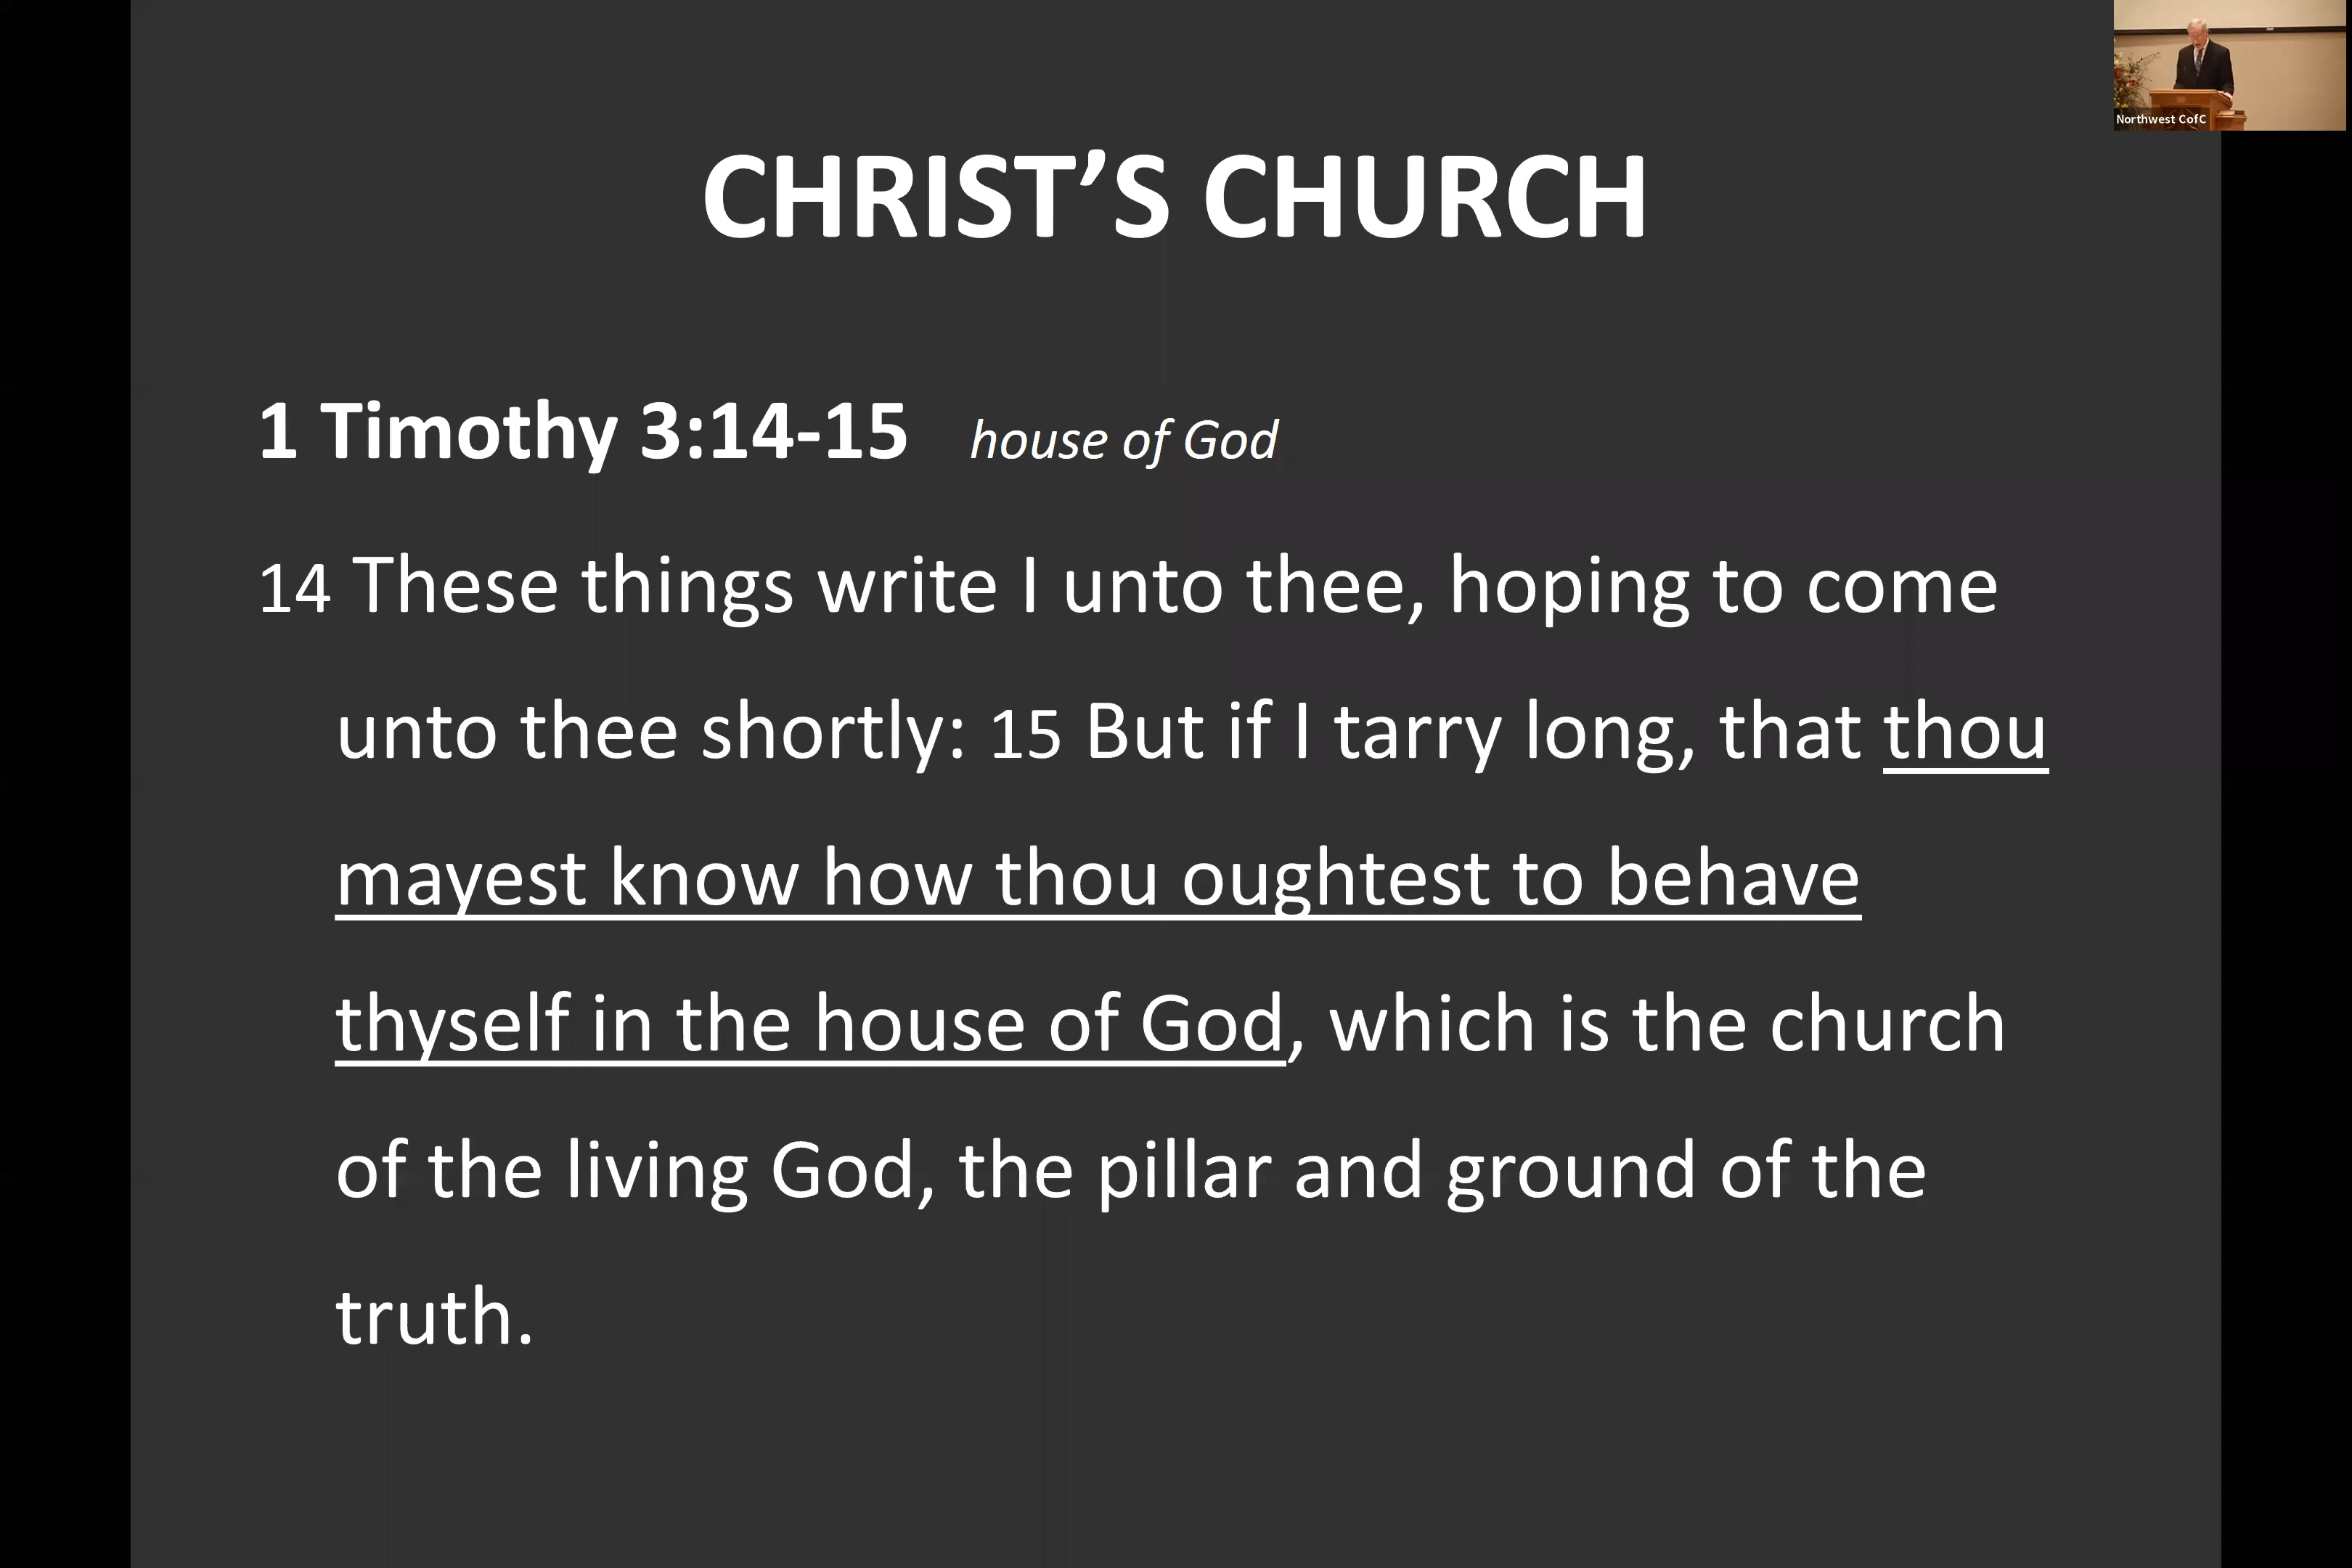 Northwest CofC
CHRIST’S CHURCH
1 Timothy 3:14-15 house of God
14 These things write I unto thee, hoping to come
unto thee shortly: 15 But if I tarry long, that thou
mayest know how thou oughtest to behave
thyself in the house of God, which is the church
of the living God, the pillar and ground of the
truth.